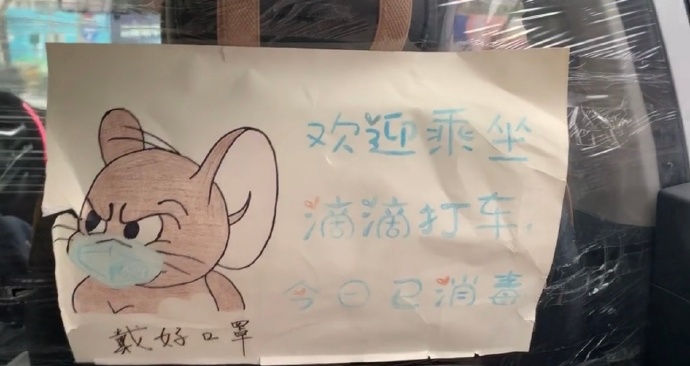 欢迎乘坐
滴滴打车,
今日已消毒
戴好口罩